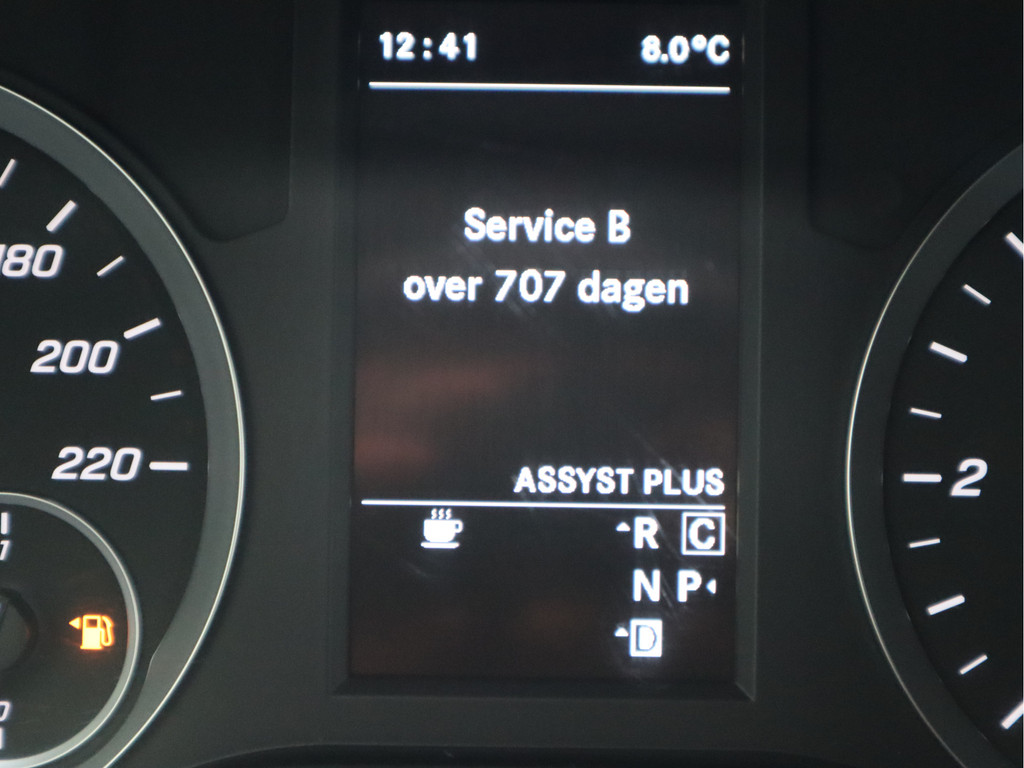 12:41 8.0°C
Service B
over 707 dagen
ASSYST PLUS
R C
N P
D
180
200
220
2